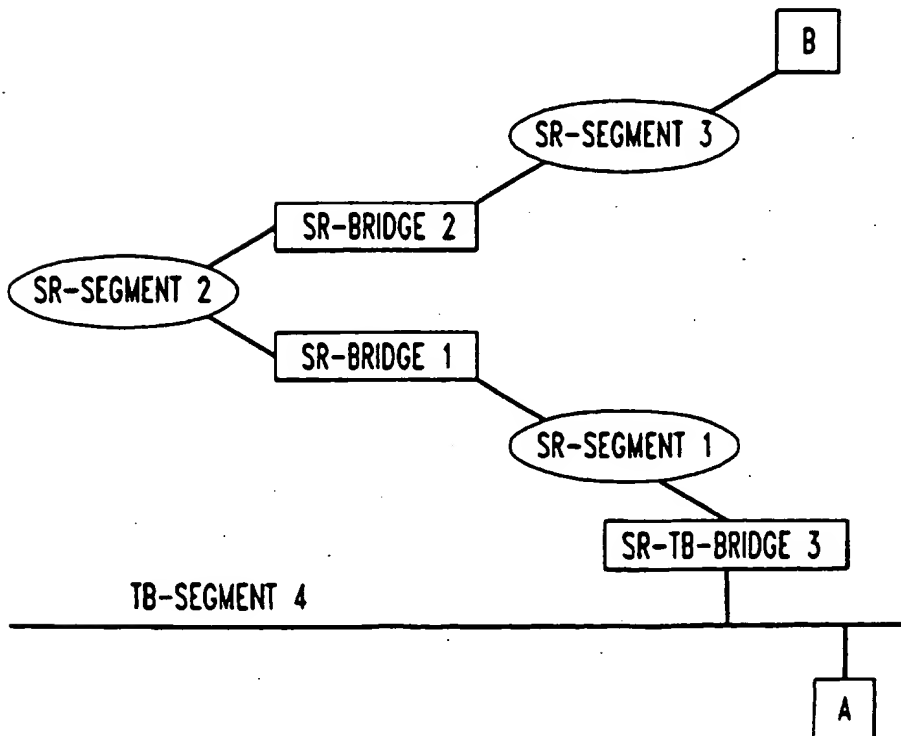 B
SR-SEGMENT 3
SR-BRIDGE 2
SR-SEGMENT 2
SR-BRIDGE 1
SR-SEGMENT 1
SR-TB-BRIDGE 3
TB-SEGMENT 4
A